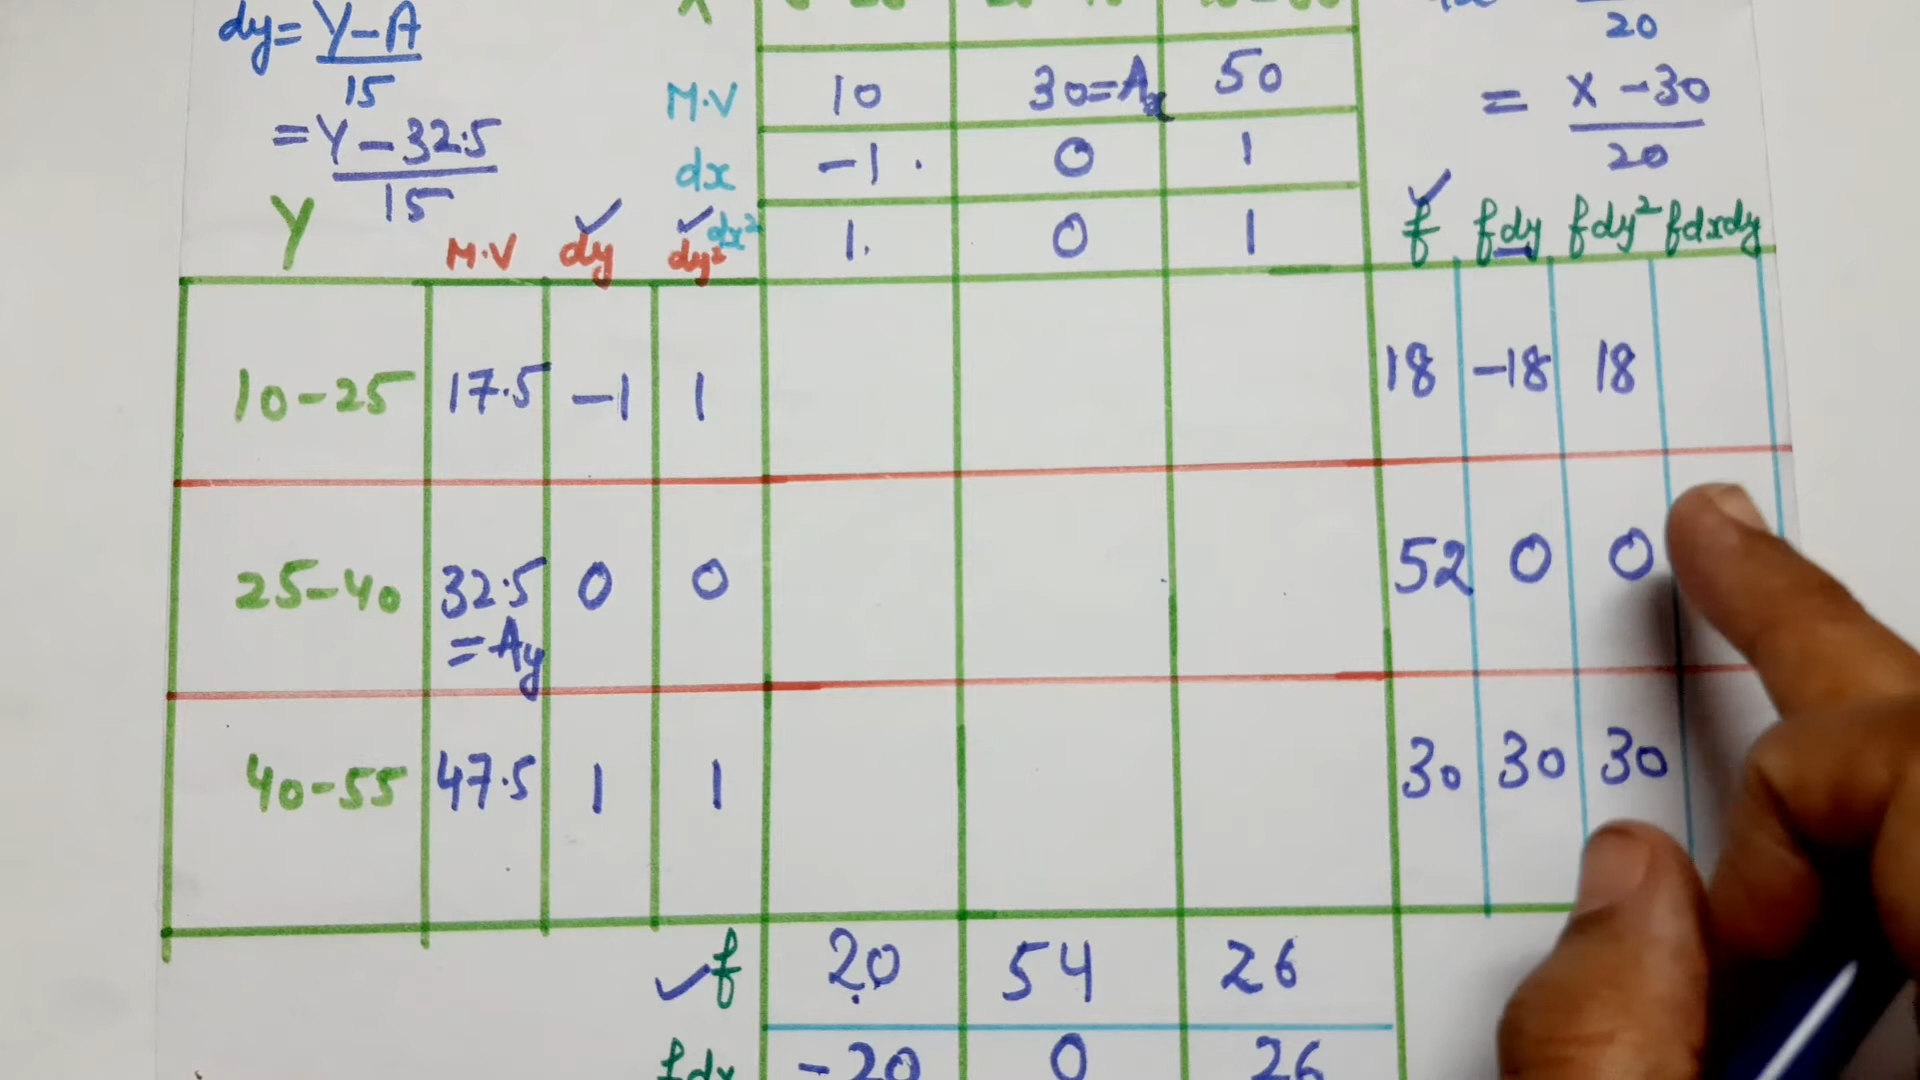 dy = Y-A
15
= Y-32.5
15
X
20
= X-30
20
M.V 10 30=Ax 50
dx -1 . 0 1
dx² 1. 0 1
Y M.V dy dy² f fdy fdy² fdxdy
10-25 17.5 -1 1 18 -18 18
25-40 32.5 0 0 52 0 0
= Ay
40-55 47.5 1 1 30 30 30
f 20 54 26
fdx -20 0 26